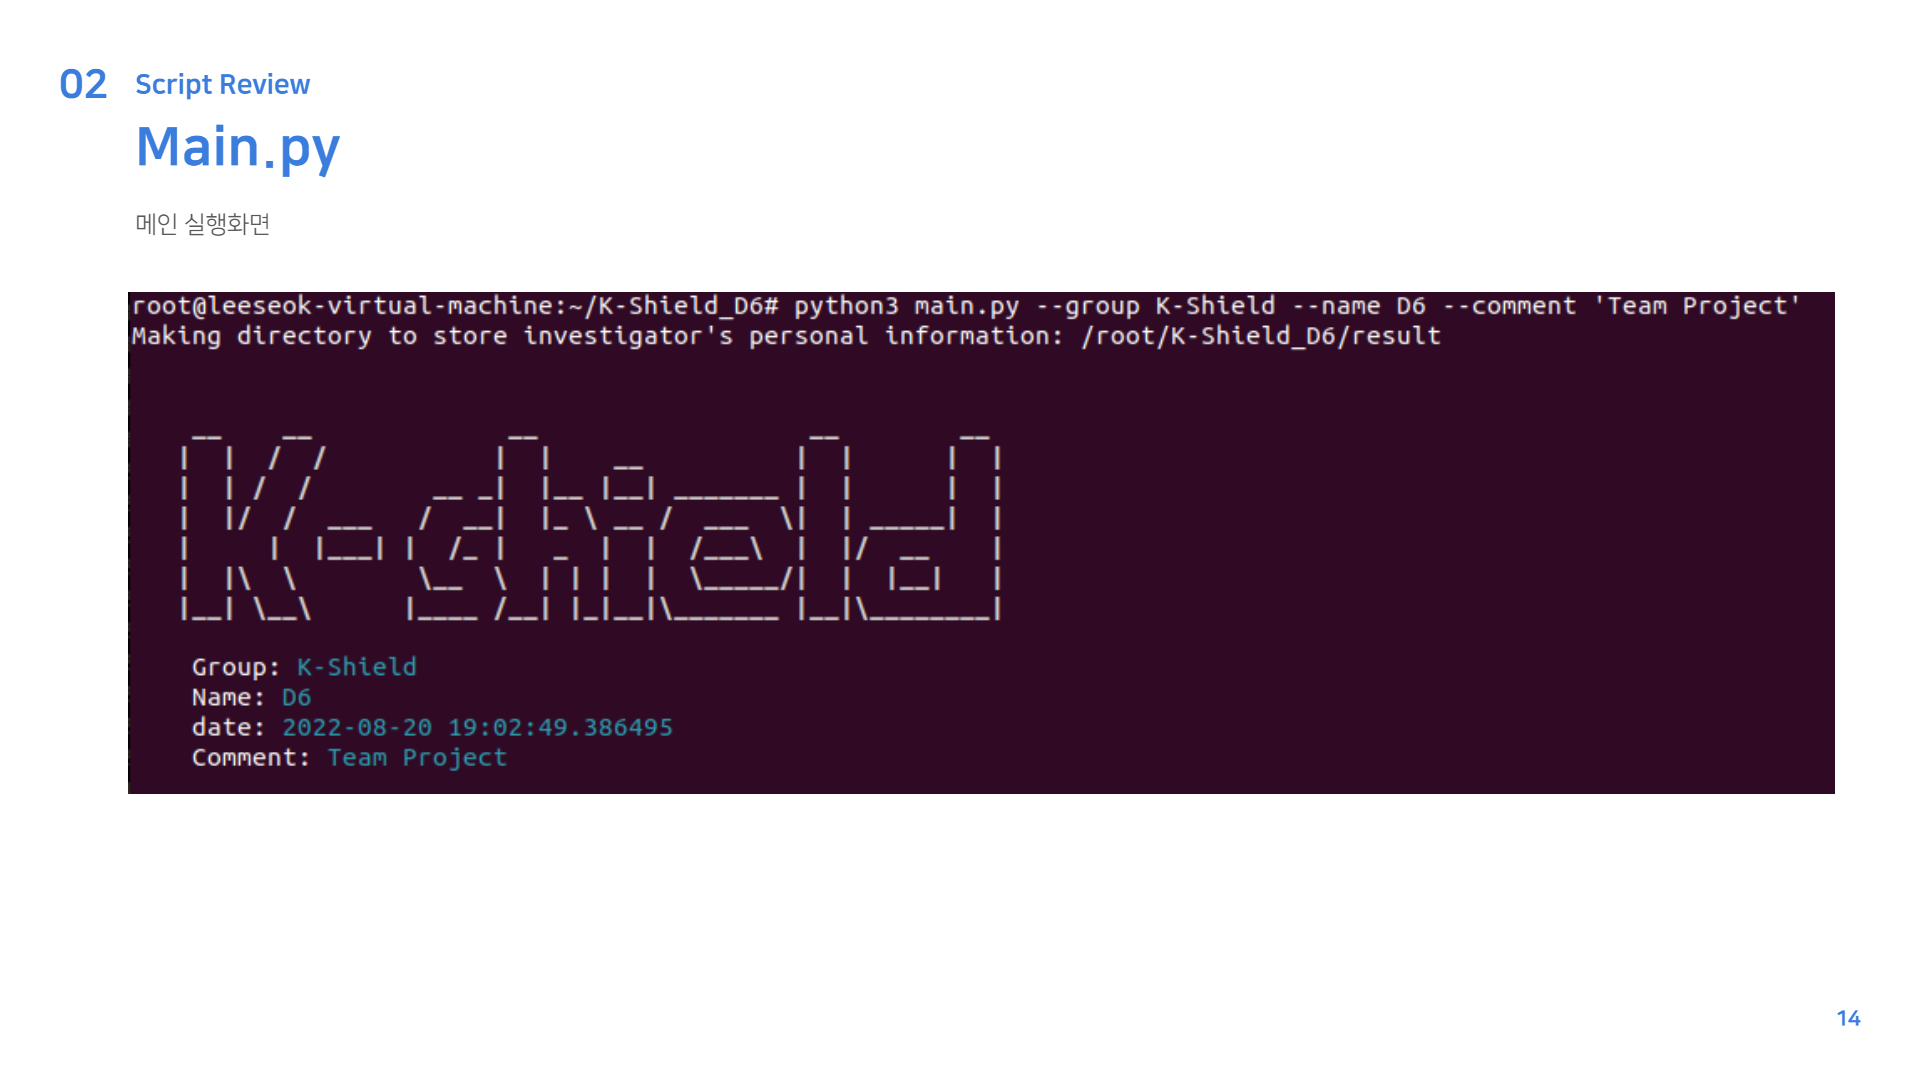 02 Script Review
Main.py
메인 실행화면
root@leeseok-virtual-machine:~/K-Shield_D6# python3 main.py --group K-Shield --name D6 --comment 'Team Project'
Making directory to store investigator's personal information: /root/K-Shield_D6/result
K-shield
Group: K-Shield
Name: D6
date: 2022-08-20 19:02:49.386495
Comment: Team Project
14